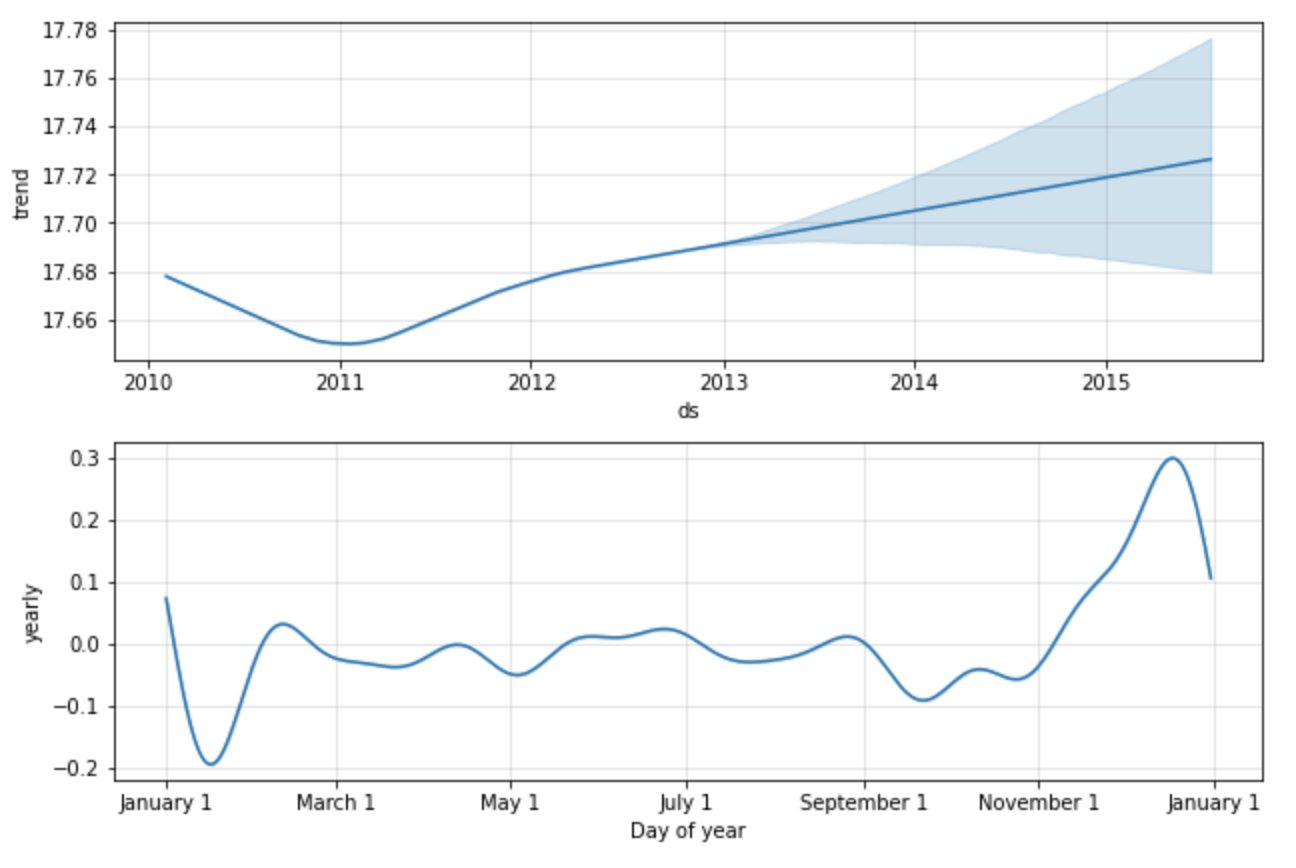 17.78
17.76
17.74
17.72
17.70
17.68
17.66
trend
2010 2011 2012 2013 2014 2015
ds
0.3
0.2
0.1
0.0
−0.1
−0.2
yearly
January 1 March 1 May 1 July 1 September 1 November 1 January 1
Day of year